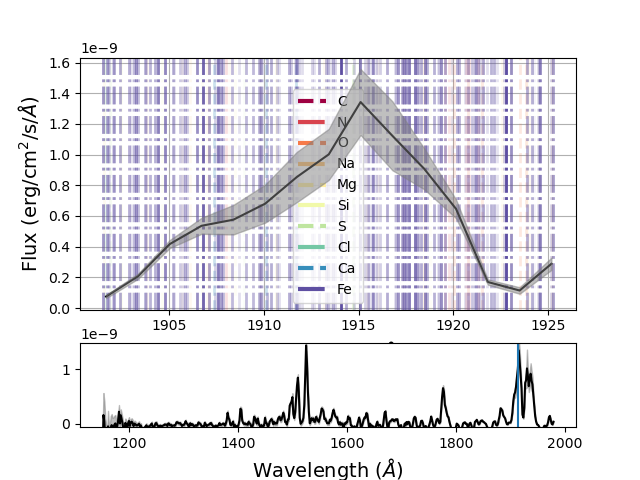 1e−9
Flux (erg/cm²/s/Å)
1.6
1.4
1.2
1.0
0.8
0.6
0.4
0.2
0.0
C
N
O
Na
Mg
Si
S
Cl
Ca
Fe
1905 1910 1915 1920 1925
1e−9
1
0
1200 1400 1600 1800 2000
Wavelength (Å)